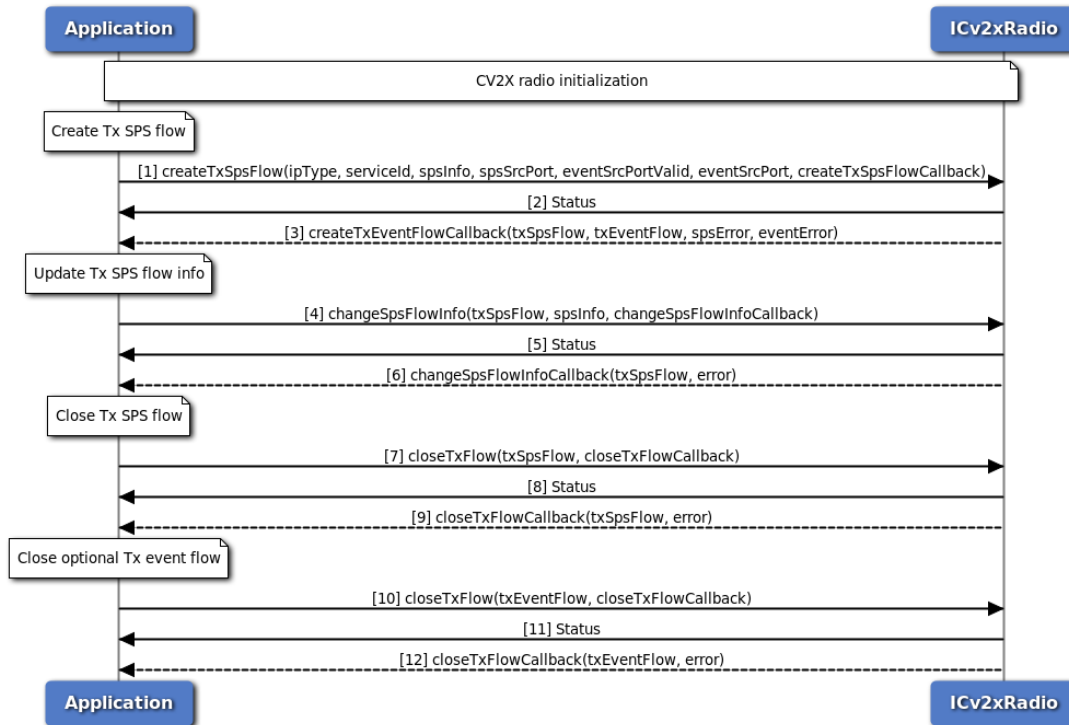 Application
ICv2xRadio
CV2X radio initialization
Create Tx SPS flow
[1] createTxSpsFlow(ipType, serviceId, spsInfo, spsSrcPort, eventSrcPortValid, eventSrcPort, createTxSpsFlowCallback)
[2] Status
[3] createTxEventFlowCallback(txSpsFlow, txEventFlow, spsError, eventError)
Update Tx SPS flow info
[4] changeSpsFlowInfo(txSpsFlow, spsInfo, changeSpsFlowInfoCallback)
[5] Status
[6] changeSpsFlowInfoCallback(txSpsFlow, error)
Close Tx SPS flow
[7] closeTxFlow(txSpsFlow, closeTxFlowCallback)
[8] Status
[9] closeTxFlowCallback(txSpsFlow, error)
Close optional Tx event flow
[10] closeTxFlow(txEventFlow, closeTxFlowCallback)
[11] Status
[12] closeTxFlowCallback(txEventFlow, error)
Application
ICv2xRadio